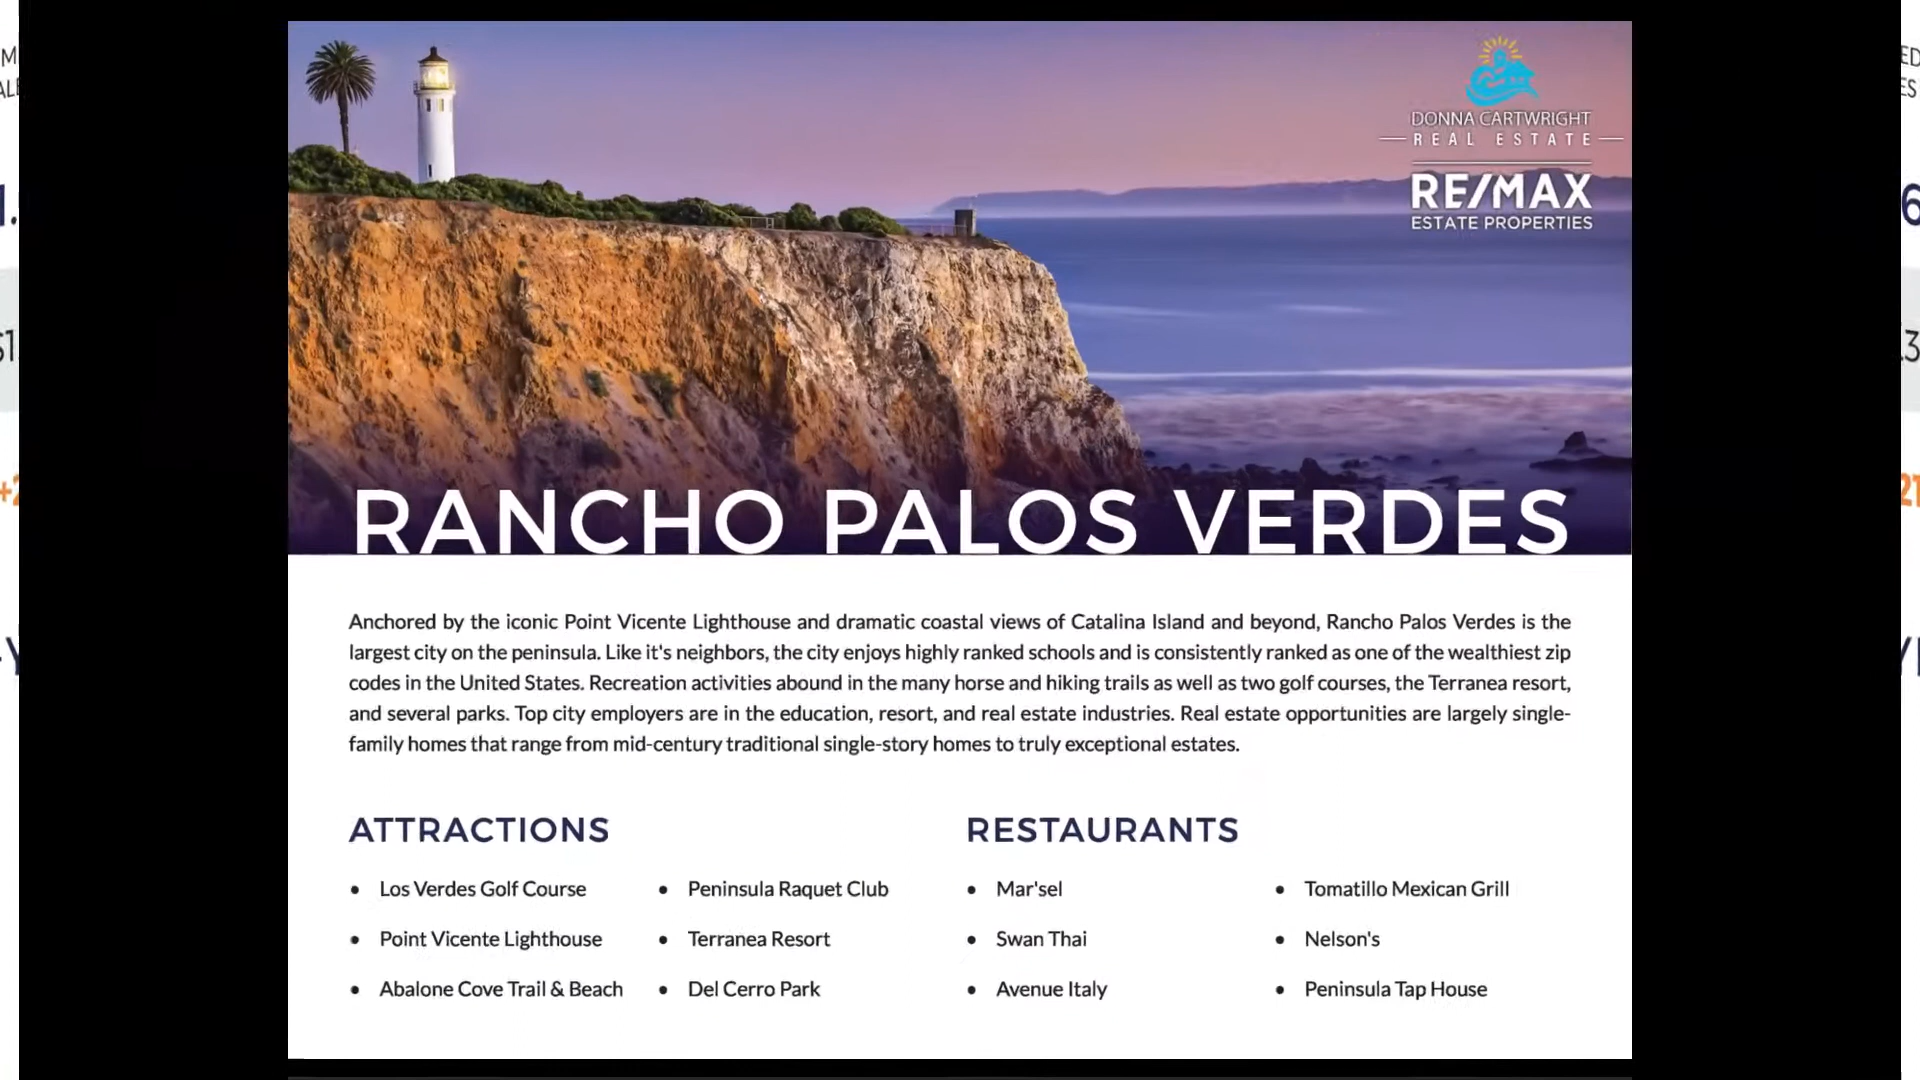 DONNA CARTWRIGHT
REAL ESTATE
RE/MAX
ESTATE PROPERTIES
RANCHO PALOS VERDES
Anchored by the iconic Point Vicente Lighthouse and dramatic coastal views of Catalina Island and beyond, Rancho Palos Verdes is the
largest city on the peninsula. Like it's neighbors, the city enjoys highly ranked schools and is consistently ranked as one of the wealthiest zip
codes in the United States. Recreation activities abound in the many horse and hiking trails as well as two golf courses, the Terranea resort,
and several parks. Top city employers are in the education, resort, and real estate industries. Real estate opportunities are largely single-
family homes that range from mid-century traditional single-story homes to truly exceptional estates.
ATTRACTIONS
• Los Verdes Golf Course
• Point Vicente Lighthouse
• Abalone Cove Trail & Beach
• Peninsula Raquet Club
• Terranea Resort
• Del Cerro Park
RESTAURANTS
• Mar'sel
• Swan Thai
• Avenue Italy
• Tomatillo Mexican Grill
• Nelson's
• Peninsula Tap House